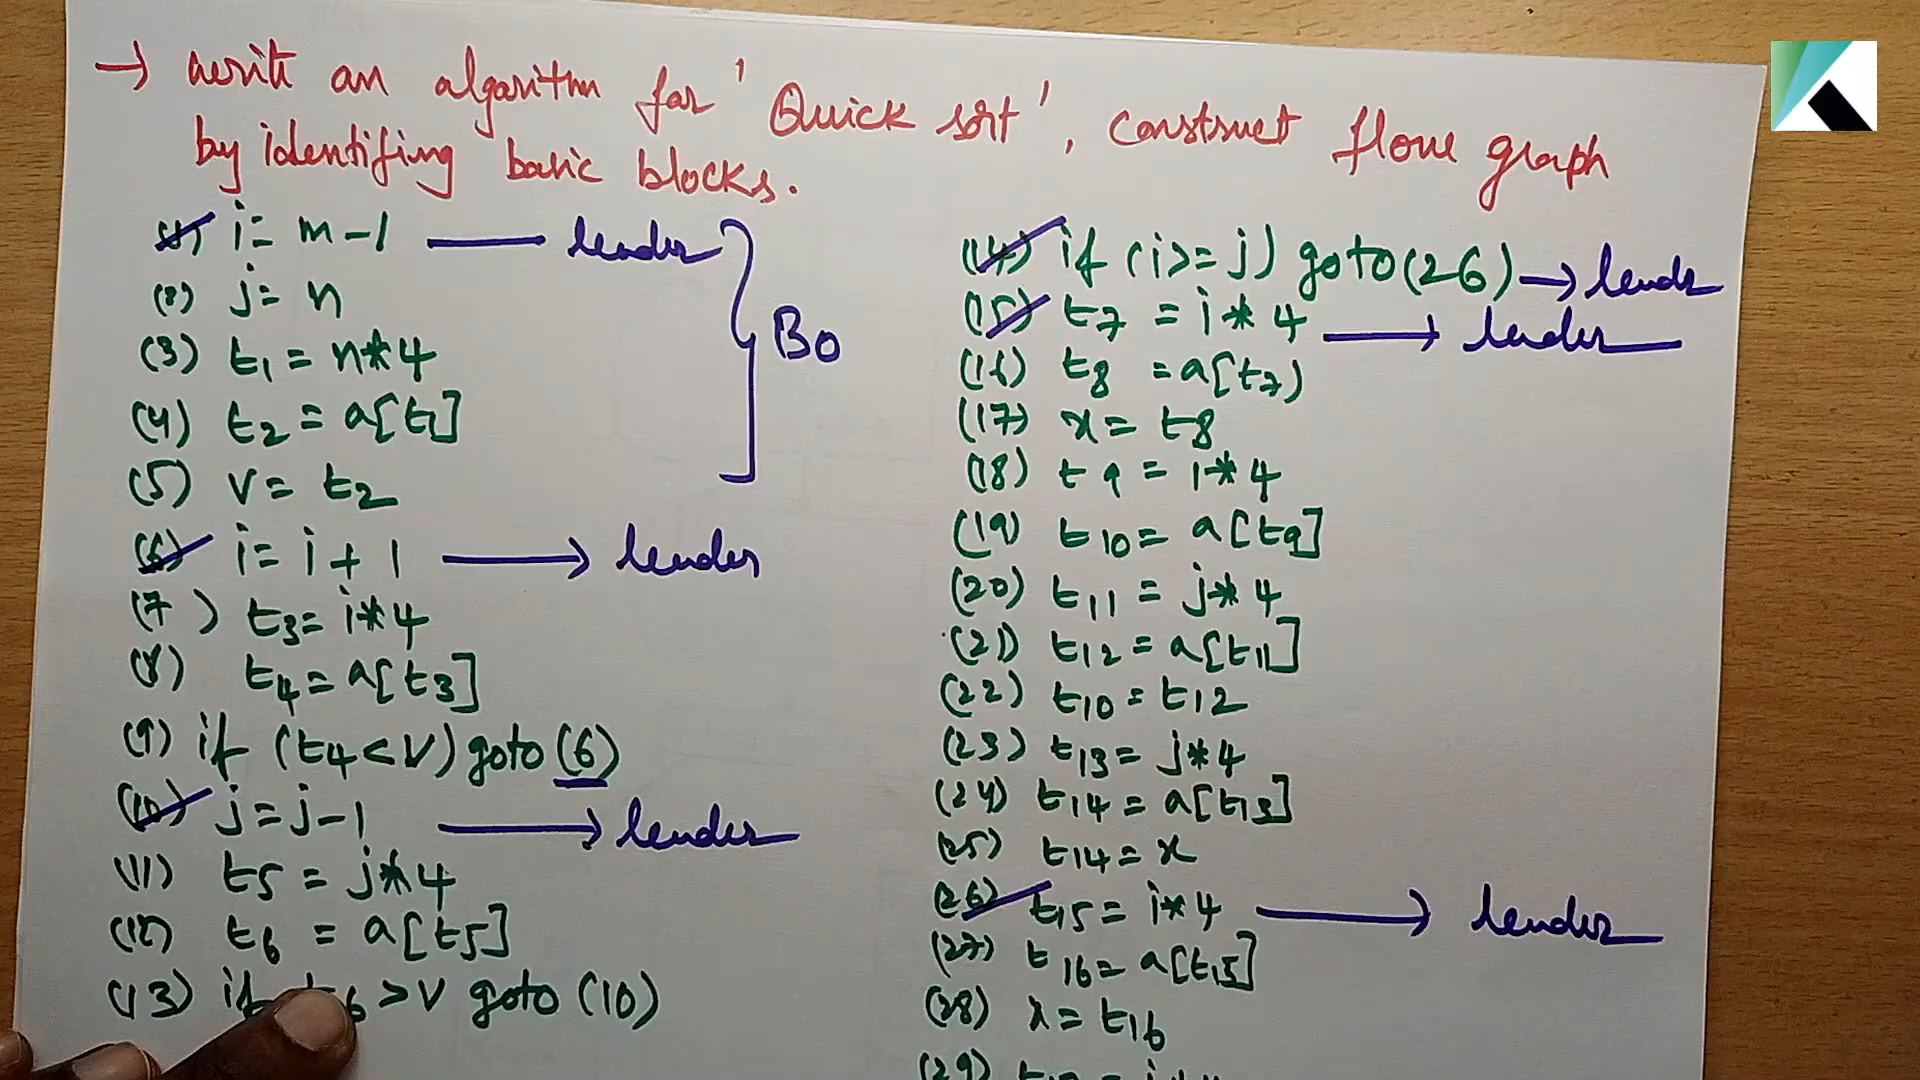 → write an algorithm for 'Quick sort', construct flow graph
by identifing basic blocks.
(1) i = m-1 — leader
(2) j = n
(3) t1 = n*4
(4) t2 = a[t1]
(5) v = t2
B0
(6) i = i + 1 → leader
(7) t3 = i*4
(8) t4 = a[t3]
(9) if (t4 < v) goto (6)
(10) j = j-1 → leader
(11) t5 = j*4
(12) t6 = a[t5]
(13) if t6 > v goto (10)
(14) if (i >= j) goto (26) → leader
(15) t7 = i*4 → leader
(16) t8 = a[t7)
(17) x = t8
(18) t9 = i*4
(19) t10 = a[t9]
(20) t11 = j*4
(21) t12 = a[t11]
(22) t10 = t12
(23) t13 = j*4
(24) t14 = a[t13]
(25) t14 = x
(26) t15 = i*4 → leader
(27) t16 = a[t15]
(28) x = t16
(29)